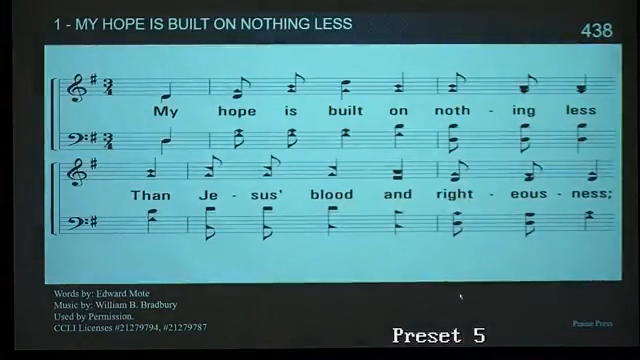 1 - MY HOPE IS BUILT ON NOTHING LESS
438
My hope is built on noth - ing less
Than Je - sus' blood and right - eous - ness;
Words by: Edward Mote
Music by: William B. Bradbury
Used by Permission.
CCLI Licenses #21279794, #21279787
Praise Press
Preset 5